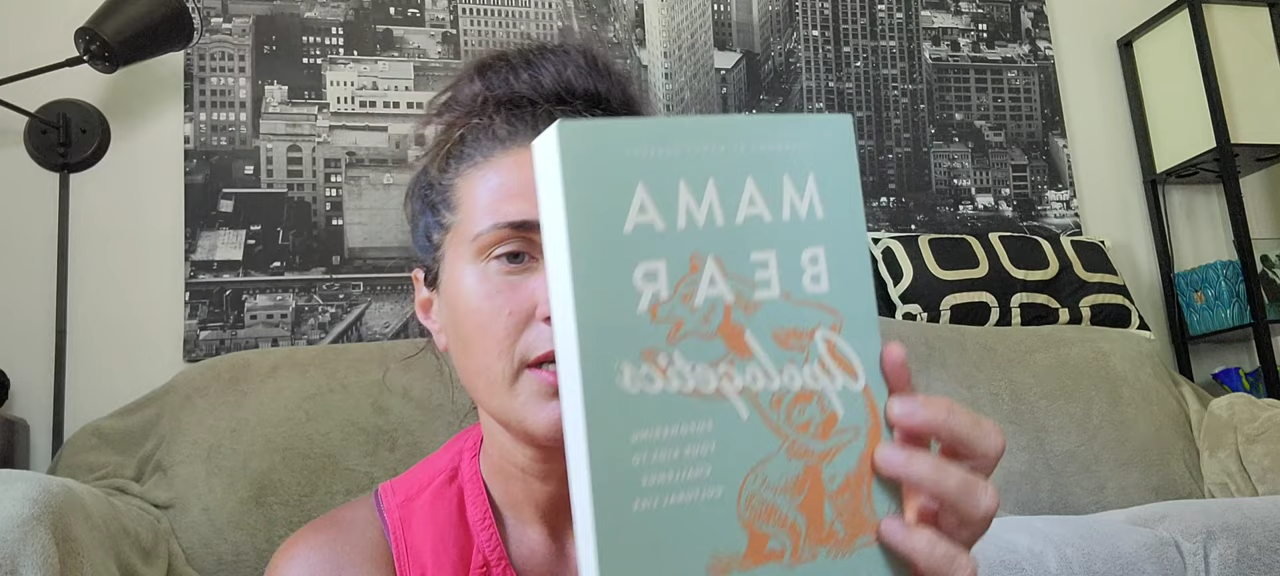 MAMA
BEAR
Apologetics
EMPOWERING
YOUR KIDS TO
CHALLENGE
CULTURAL LIES